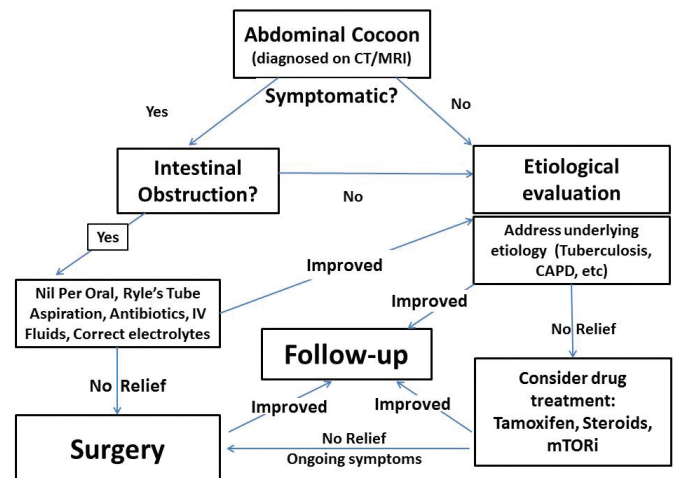 Abdominal Cocoon
(diagnosed on CT/MRI)
Symptomatic?
Yes
No
Intestinal
Obstruction?
No
Etiological
evaluation
Yes
Address underlying
etiology (Tuberculosis,
CAPD, etc)
Improved
Nil Per Oral, Ryle's Tube
Aspiration, Antibiotics, IV
Fluids, Correct electrolytes
Improved
No Relief
Follow-up
No Relief
Consider drug
treatment:
Tamoxifen, Steroids,
mTORi
Improved
Improved
Surgery
No Relief
Ongoing symptoms